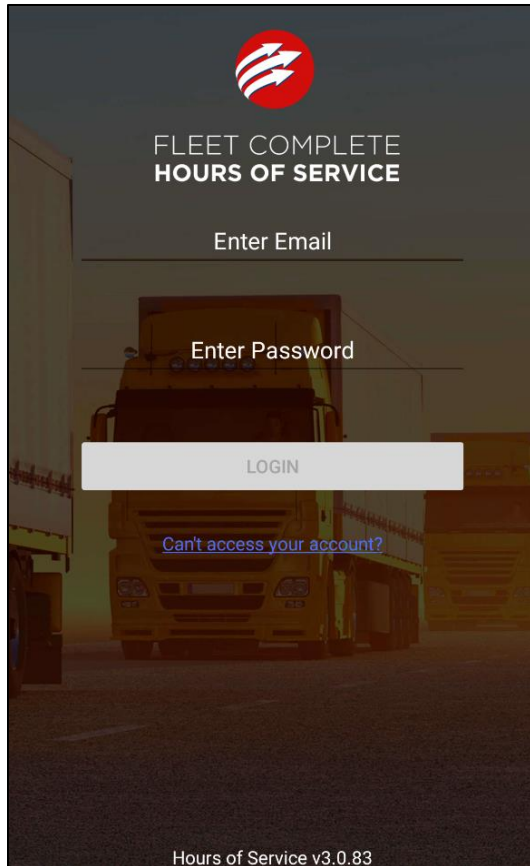 FLEET COMPLETE
HOURS OF SERVICE
Enter Email
Enter Password
LOGIN
Can't access your account?
Hours of Service v3.0.83